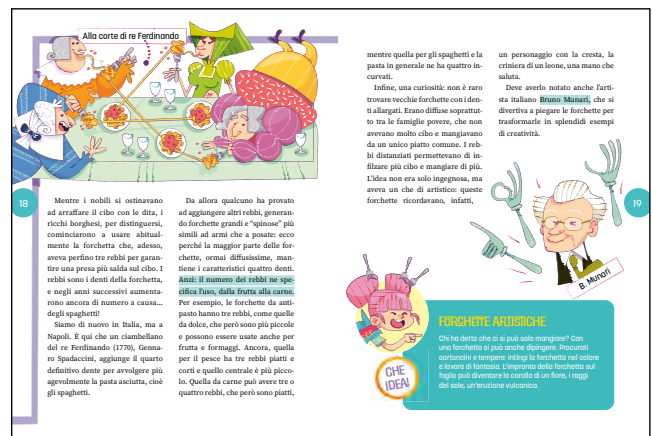 Alla corte di re Ferdinando
18
Mentre i nobili si ostinavano
ad arraffare il cibo con le dita, i
ricchi borghesi, per distinguersi,
cominciarono a usare abitual-
mente la forchetta che, adesso,
aveva perfino tre rebbi per garan-
tire una presa più salda sul cibo. I
rebbi sono i denti della forchetta,
e negli anni successivi aumenta-
rono ancora di numero a causa...
degli spaghetti!
Siamo di nuovo in Italia, ma a
Napoli. È qui che un ciambellano
del re Ferdinando (1770), Genna-
ro Spadaccini, aggiunge il quarto
definitivo dente per avvolgere più
agevolmente la pasta asciutta, cioè
gli spaghetti.
Da allora qualcuno ha provato
ad aggiungere altri rebbi, generan-
do forchette grandi e "spinose" più
simili ad armi che a posate: ecco
perché la maggior parte delle for-
chette, ormai diffusissime, man-
tiene i caratteristici quattro denti.
Anzi: il numero dei rebbi ne spe-
cifica l'uso, dalla frutta alla carne.
Per esempio, le forchette da anti-
pasto hanno tre rebbi, come quelle
da dolce, che però sono più piccole
e possono essere usate anche per
frutta e formaggi. Ancora, quella
per il pesce ha tre rebbi piatti e
corti e quello centrale è più picco-
lo. Quella da carne può avere tre o
quattro rebbi, che però sono piatti,
mentre quella per gli spaghetti e la
pasta in generale ne ha quattro in-
curvati.
Infine, una curiosità: non è raro
trovare vecchie forchette con i den-
ti allargati. Erano diffuse soprattut-
to tra le famiglie povere, che non
avevano molto cibo e mangiavano
da un unico piatto comune. I reb-
bi distanziati permettevano di in-
filzare più cibo e mangiare di più.
L'idea non era solo ingegnosa, ma
aveva un che di artistico: queste
forchette ricordavano, infatti,
un personaggio con la cresta, la
criniera di un leone, una mano che
saluta.
Deve averlo notato anche l'arti-
sta italiano Bruno Munari, che si
divertiva a piegare le forchette per
trasformarle in splendidi esempi
di creatività.
19
B. Munari
CHE
IDEA!
FORCHETTE ARTISTICHE
Chi ha detto che ci si può solo mangiare? Con
una forchetta si può anche dipingere. Procurati
cartoncini e tempere: intingi la forchetta nel colore
e lavora di fantasia. L'impronta della forchetta sul
foglio può diventare la corolla di un fiore, i raggi
del sole, un'eruzione vulcanica.